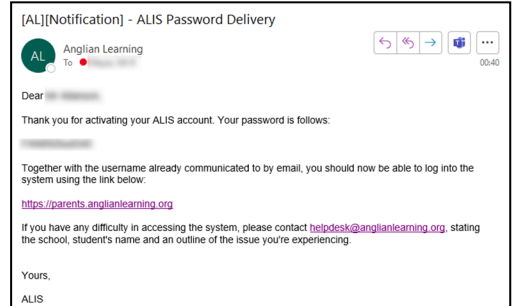 [AL][Notification] - ALIS Password Delivery
AL
Anglian Learning
To
00:40
Dear
Thank you for activating your ALIS account. Your password is follows:
Together with the username already communicated to by email, you should now be able to log into the
system using the link below:
https://parents.anglianlearning.org
If you have any difficulty in accessing the system, please contact helpdesk@anglianlearning.org, stating
the school, student's name and an outline of the issue you're experiencing.
Yours,
ALIS